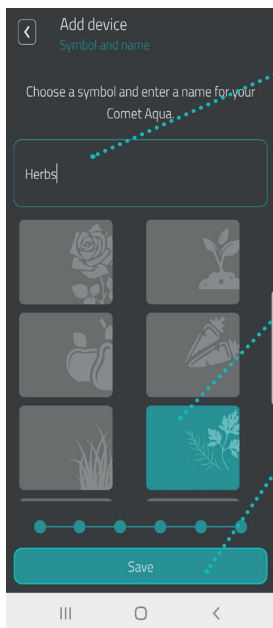 Add device
Symbol and name
Choose a symbol and enter a name for your
Comet Aqua.
Herbs
Save